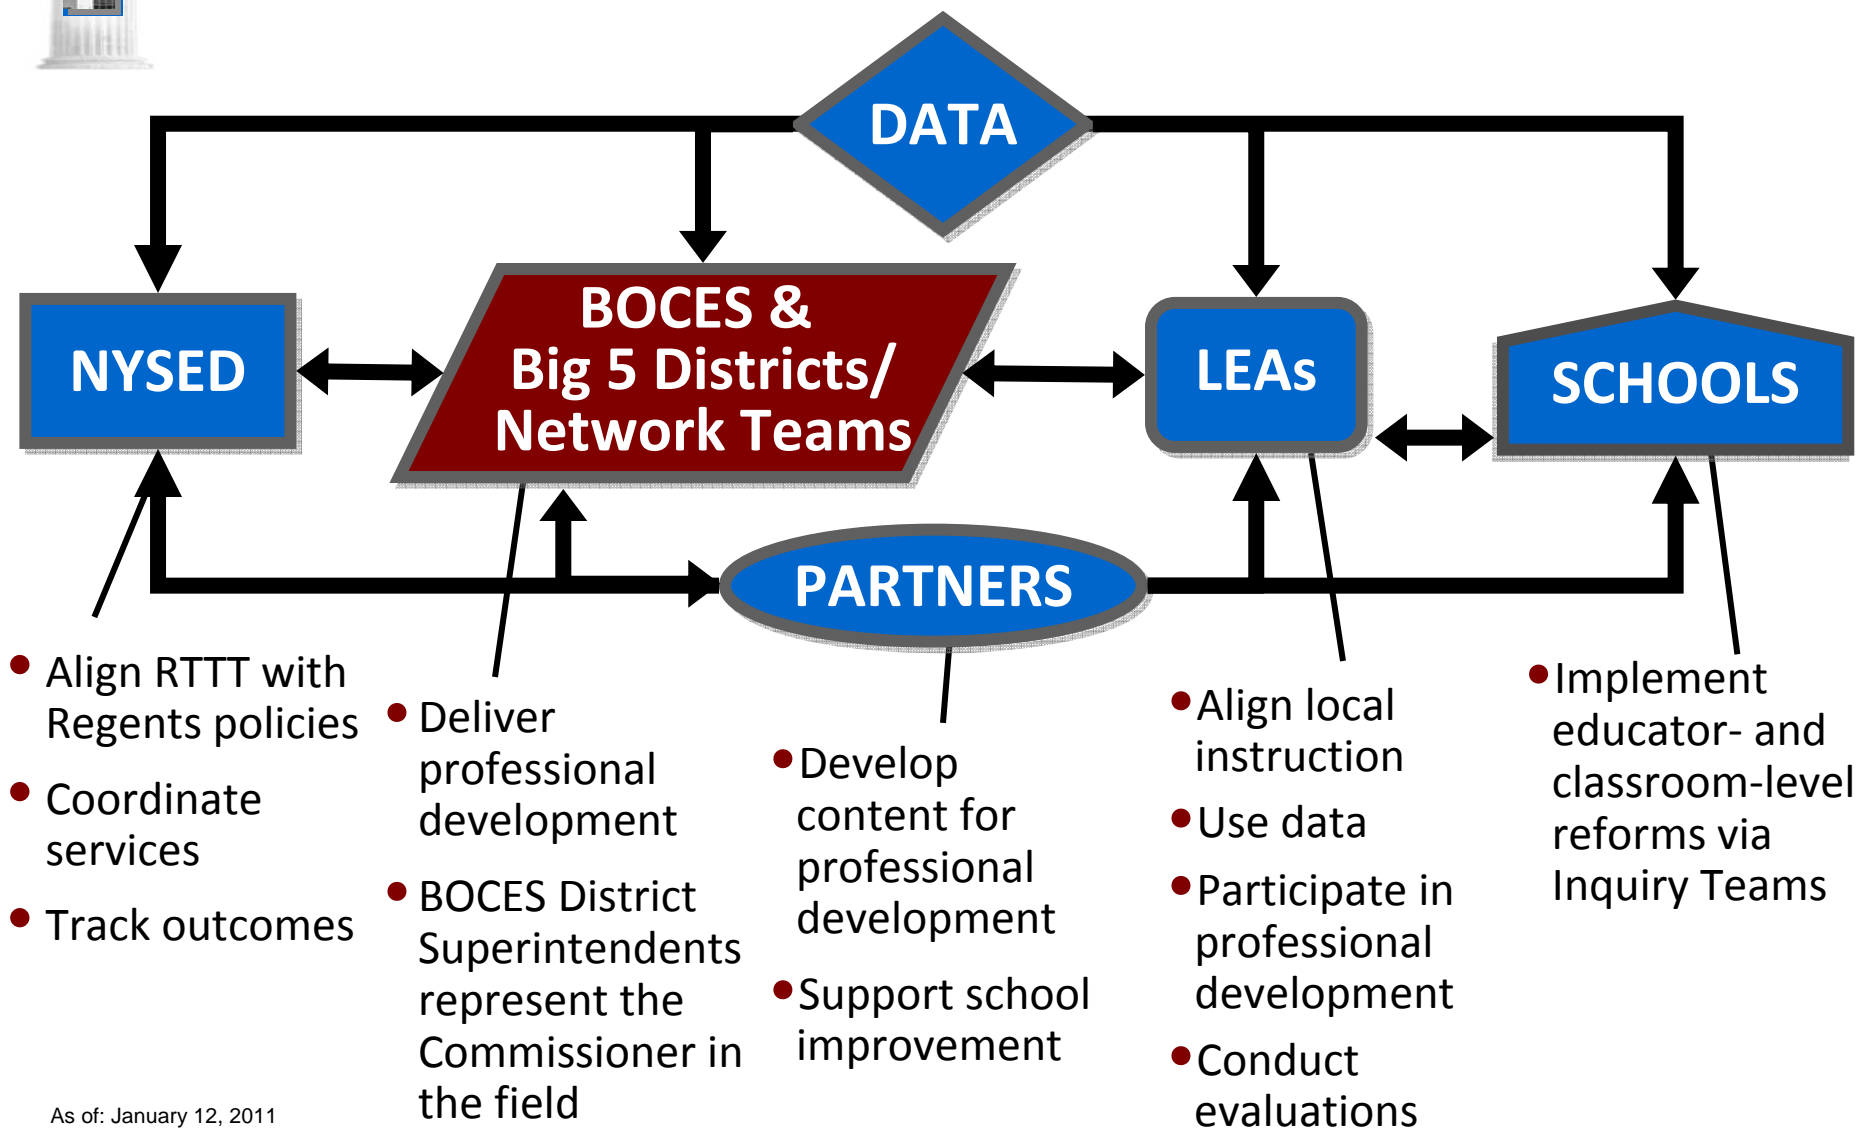 DATA
NYSED
BOCES &
Big 5 Districts/
Network Teams
LEAs
SCHOOLS
PARTNERS
• Align RTTT with
Regents policies
• Coordinate
services
• Track outcomes
• Deliver
professional
development
• BOCES District
Superintendents
represent the
Commissioner in
the field
• Develop
content for
professional
development
• Support school
improvement
• Align local
instruction
• Use data
• Participate in
professional
development
• Conduct
evaluations
• Implement
educator- and
classroom-level
reforms via
Inquiry Teams
As of: January 12, 2011